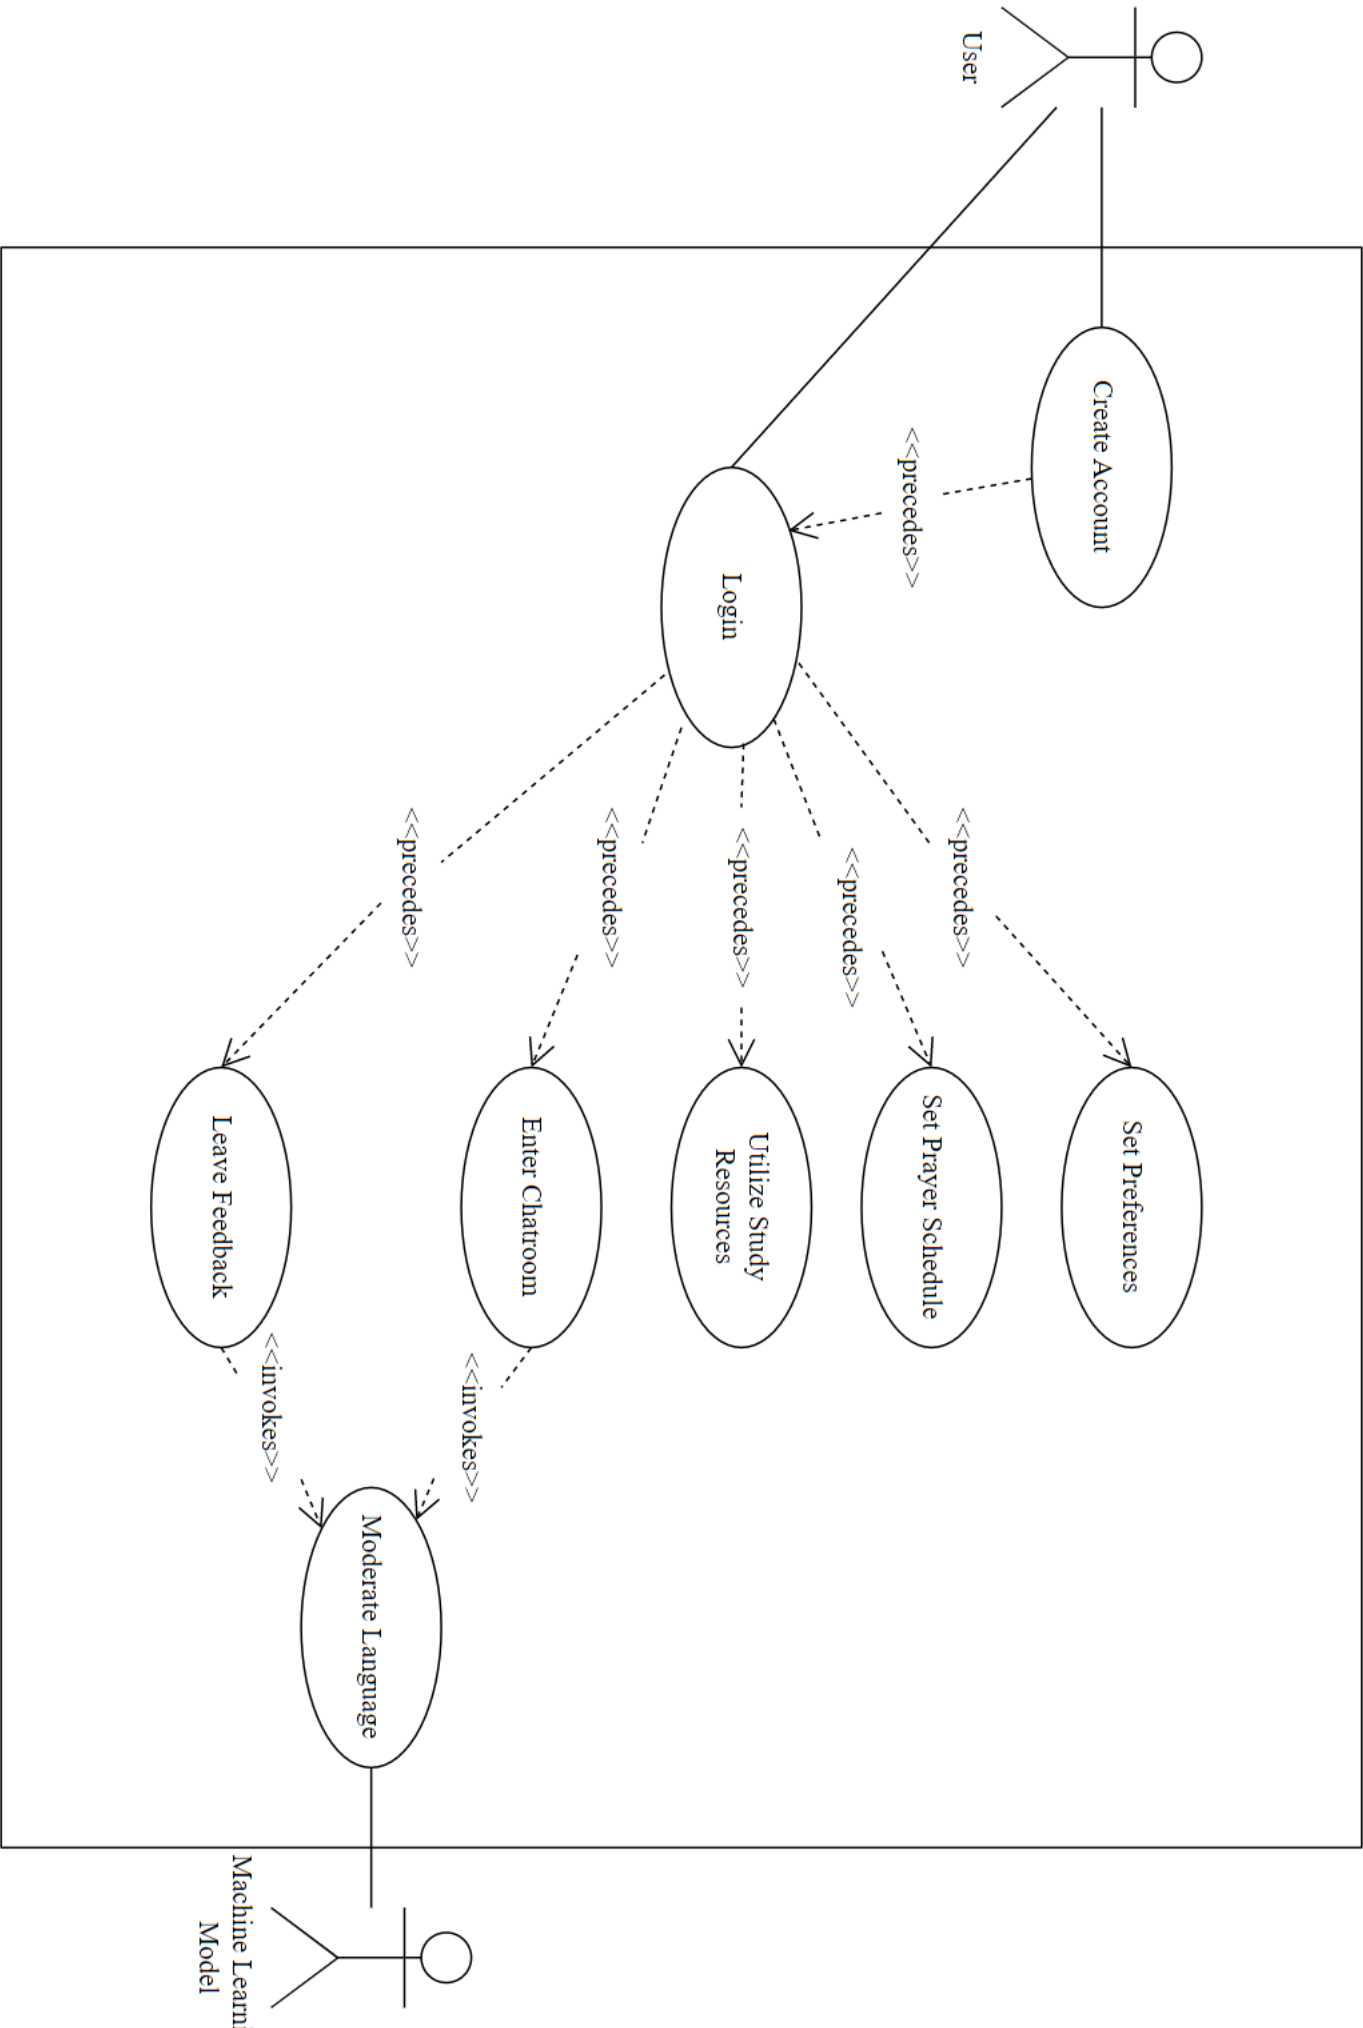 User
Create Account
<<precedes>>
Login
<<precedes>>
Set Preferences
<<precedes>>
Set Prayer Schedule
<<precedes>>
Utilize Study
Resources
<<precedes>>
Enter Chatroom
<<precedes>>
Leave Feedback
<<invokes>>
<<invokes>>
Moderate Language
Machine Learni
Model